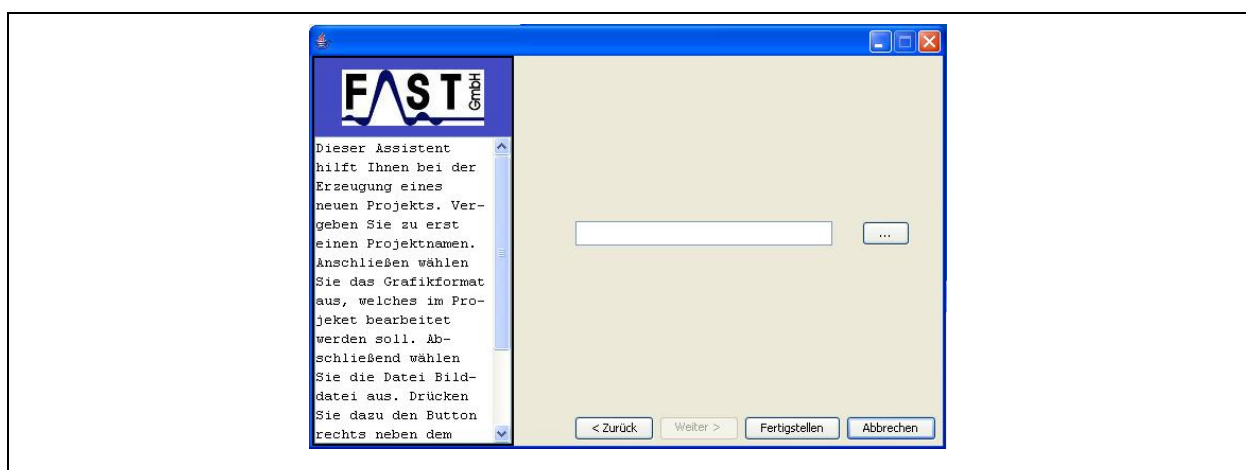 FAST GmbH
Dieser Assistent
hilft Ihnen bei der
Erzeugung eines
neuen Projekts. Ver-
geben Sie zu erst
einen Projektnamen.
Anschließen wählen
Sie das Grafikformat
aus, welches im Pro-
jeket bearbeitet
werden soll. Ab-
schließend wählen
Sie die Datei Bild-
datei aus. Drücken
Sie dazu den Button
rechts neben dem
...
< Zurück
Weiter >
Fertigstellen
Abbrechen